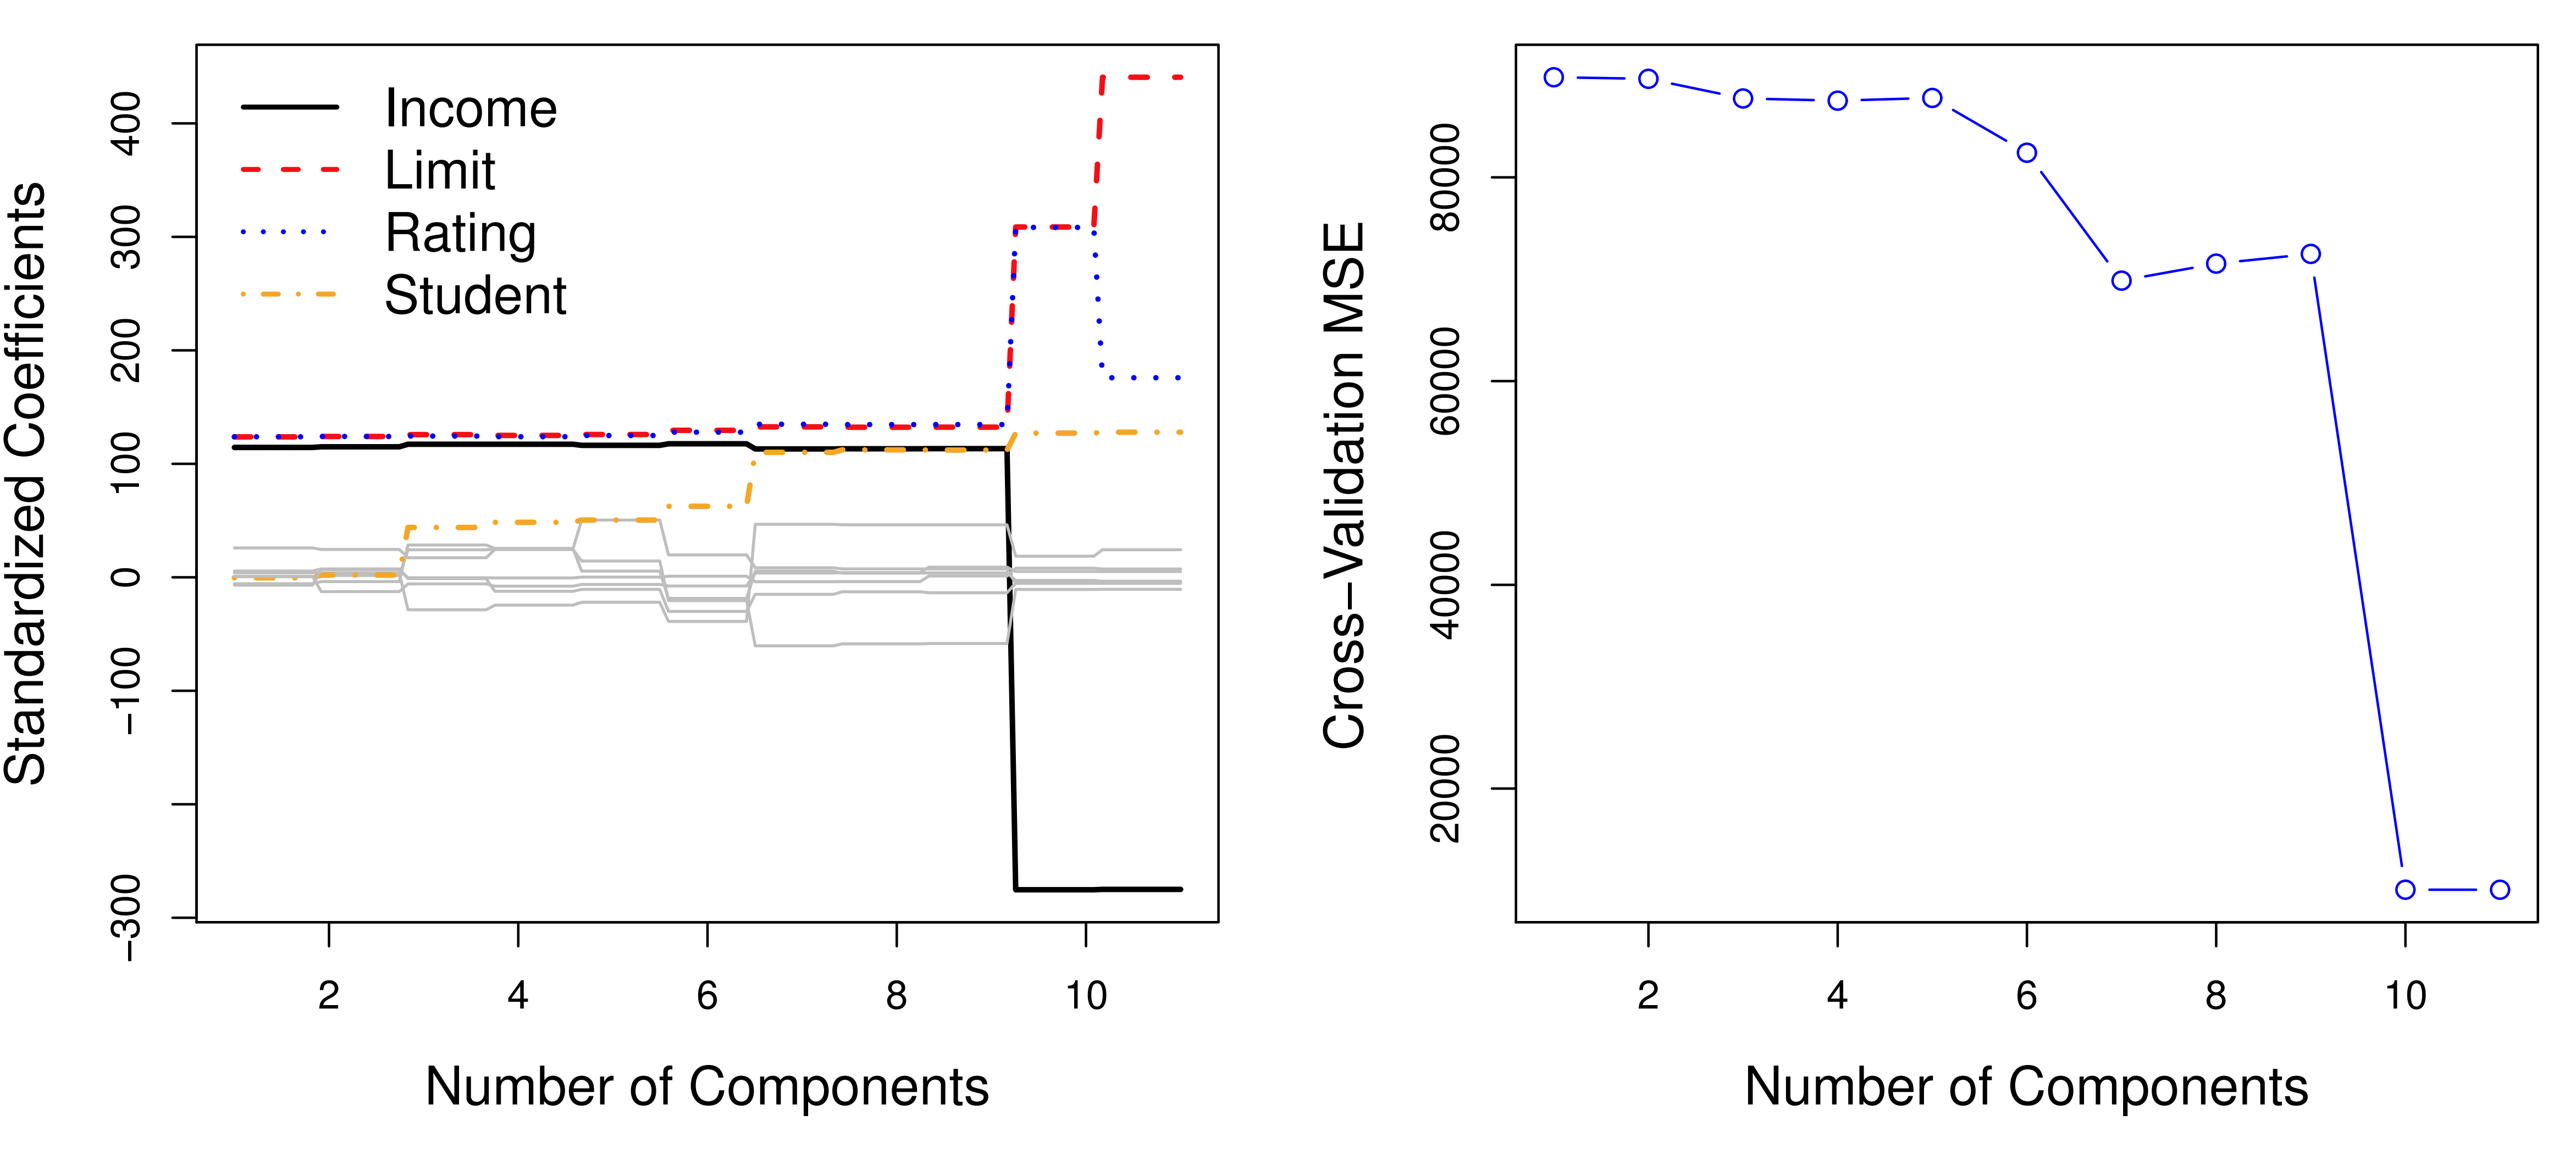 Standardized Coefficients
400
300
200
100
0
−100
−300
Income
Limit
Rating
Student
2 4 6 8 10
Number of Components
Cross−Validation MSE
80000
60000
40000
20000
2 4 6 8 10
Number of Components